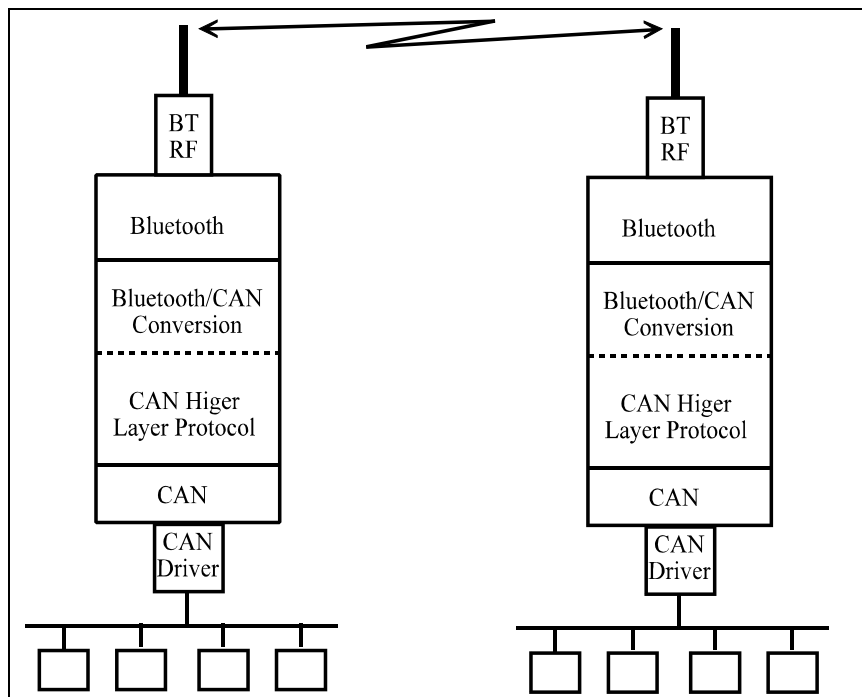 BT
RF
Bluetooth
Bluetooth/CAN
Conversion
CAN Higer
Layer Protocol
CAN
CAN
Driver
BT
RF
Bluetooth
Bluetooth/CAN
Conversion
CAN Higer
Layer Protocol
CAN
CAN
Driver